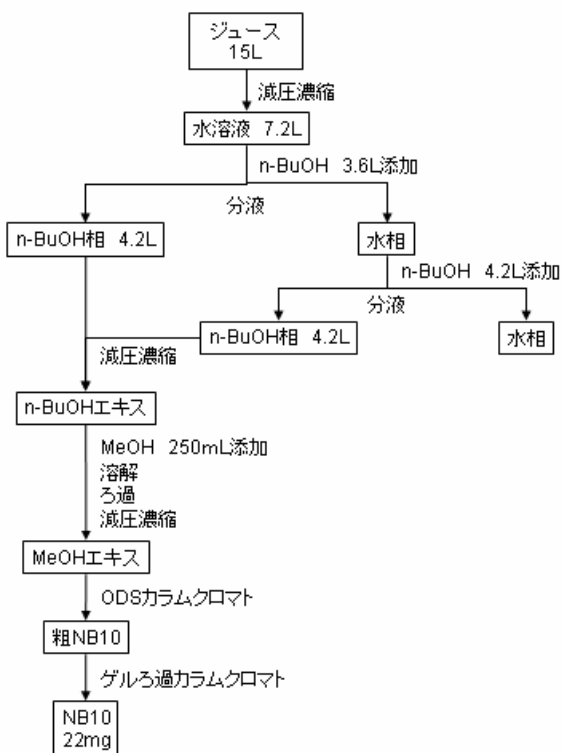 ジュース
15L
減圧濃縮
水溶液 7.2L
n-BuOH 3.6L添加
分液
n-BuOH相 4.2L
水相
n-BuOH 4.2L添加
分液
n-BuOH相 4.2L
水相
減圧濃縮
n-BuOHエキス
MeOH 250mL添加
溶解
ろ過
減圧濃縮
MeOHエキス
ODSカラムクロマト
粗NB10
ゲルろ過カラムクロマト
NB10
22mg